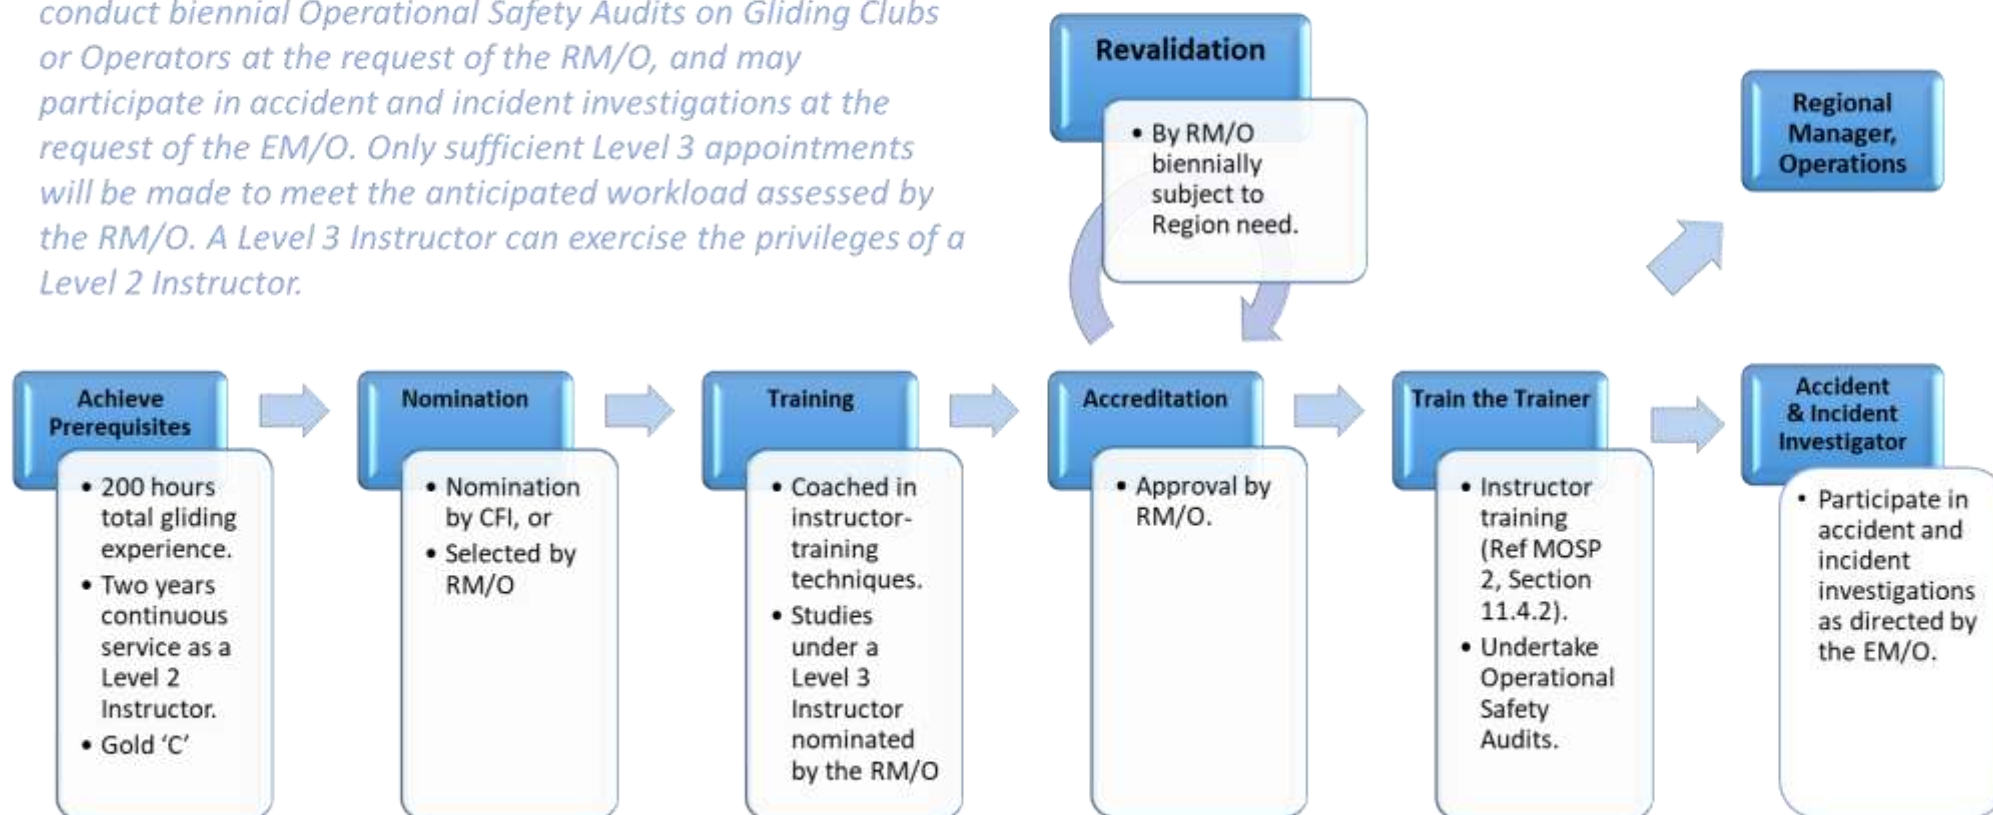 conduct biennial Operational Safety Audits on Gliding Clubs
or Operators at the request of the RM/O, and may
participate in accident and incident investigations at the
request of the EM/O. Only sufficient Level 3 appointments
will be made to meet the anticipated workload assessed by
the RM/O. A Level 3 Instructor can exercise the privileges of a
Level 2 Instructor.
Revalidation
• By RM/O
biennially
subject to
Region need.
Regional
Manager,
Operations
Achieve
Prerequisites
• 200 hours
total gliding
experience.
• Two years
continuous
service as a
Level 2
Instructor.
• Gold ‘C’
Nomination
• Nomination
by CFI, or
• Selected by
RM/O
Training
• Coached in
instructor-
training
techniques.
• Studies
under a
Level 3
Instructor
nominated
by the RM/O
Accreditation
• Approval by
RM/O.
Train the Trainer
• Instructor
training
(Ref MOSP
2, Section
11.4.2).
• Undertake
Operational
Safety
Audits.
Accident
& Incident
Investigator
• Participate in
accident and
incident
investigations
as directed by
the EM/O.